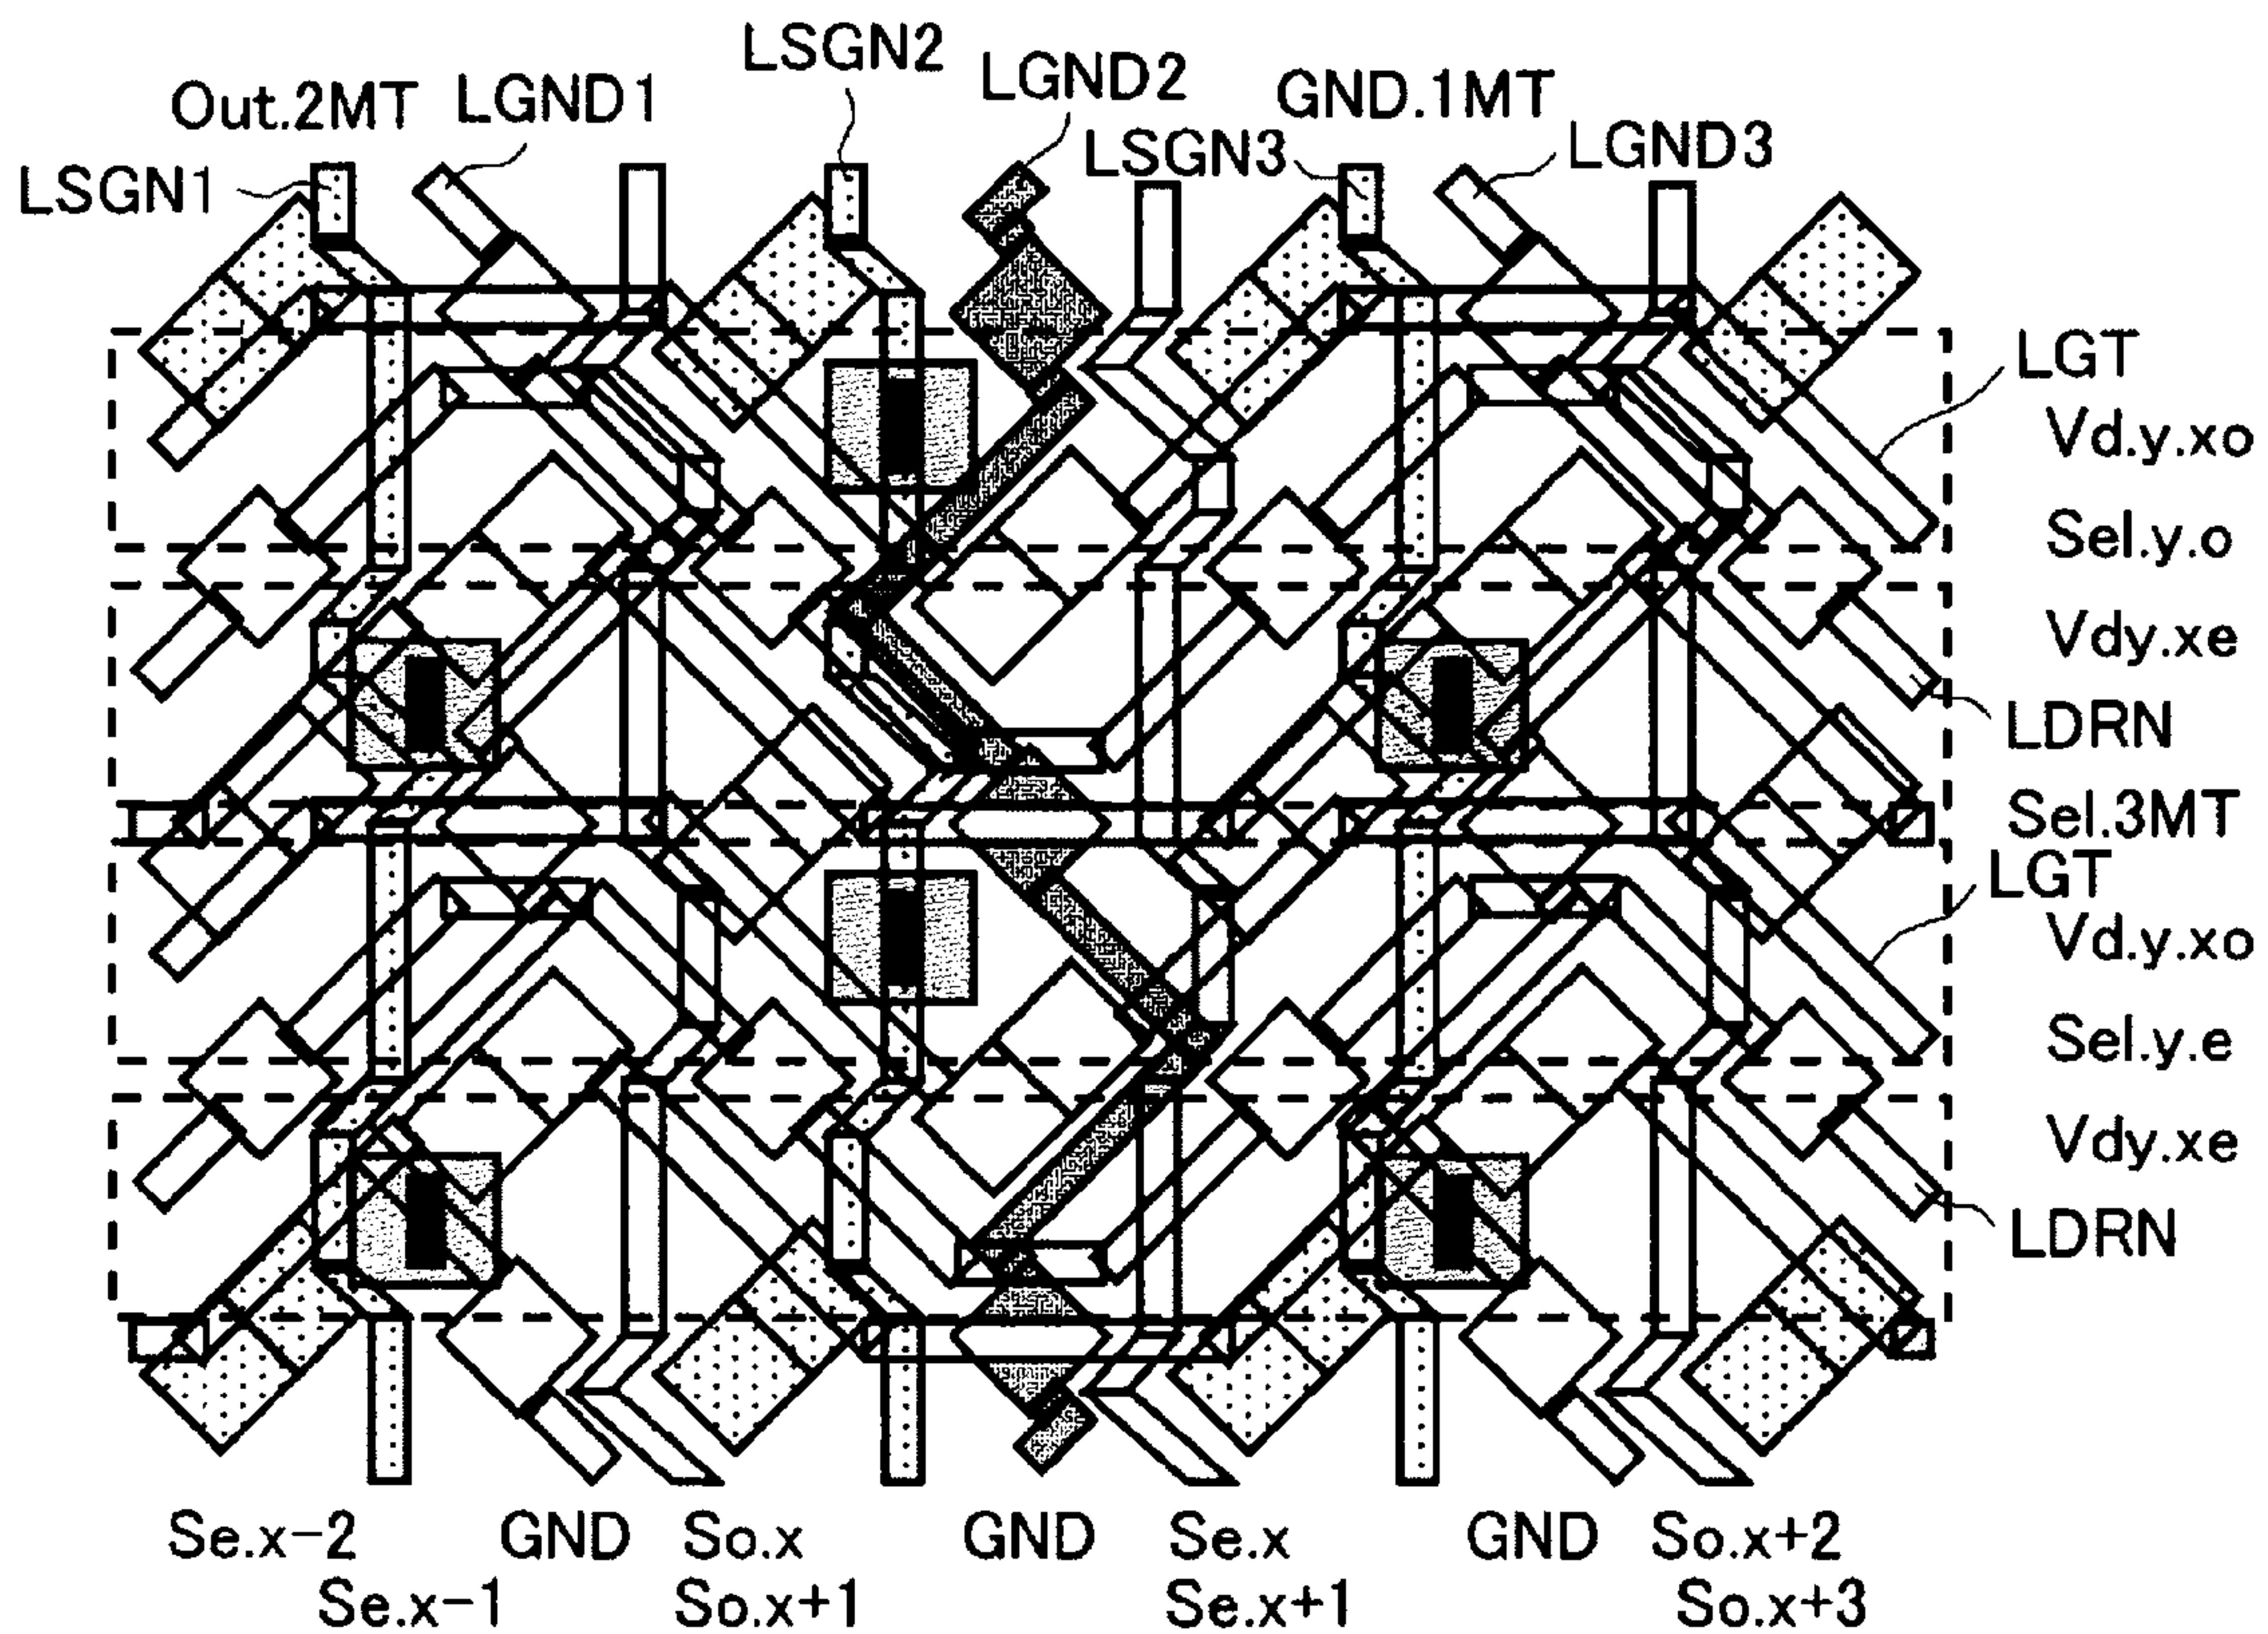 LSGN2
LGND2
Out.2MT
LGND1
GND.1MT
LSGN3
LGND3
LSGN1
LGT
Vd.y.xo
Sel.y.o
Vdy.xe
LDRN
Sel.3MT
LGT
Vd.y.xo
Sel.y.e
Vdy.xe
LDRN
Se.x-2 GND So.x GND Se.x GND So.x+2
Se.x-1 So.x+1 Se.x+1 So.x+3